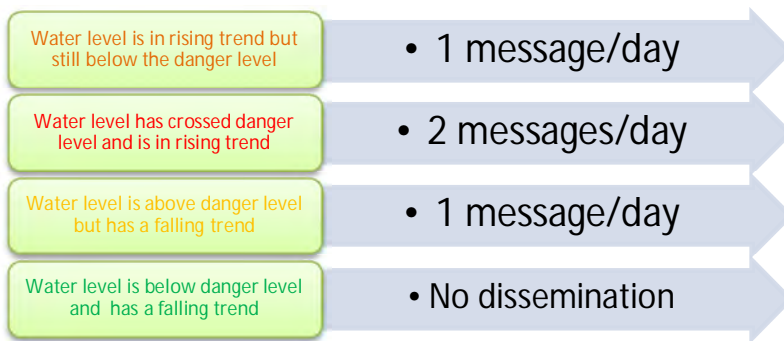 Water level is in rising trend but
still below the danger level
• 1 message/day
Water level has crossed danger
level and is in rising trend
• 2 messages/day
Water level is above danger level
but has a falling trend
• 1 message/day
Water level is below danger level
and has a falling trend
• No dissemination